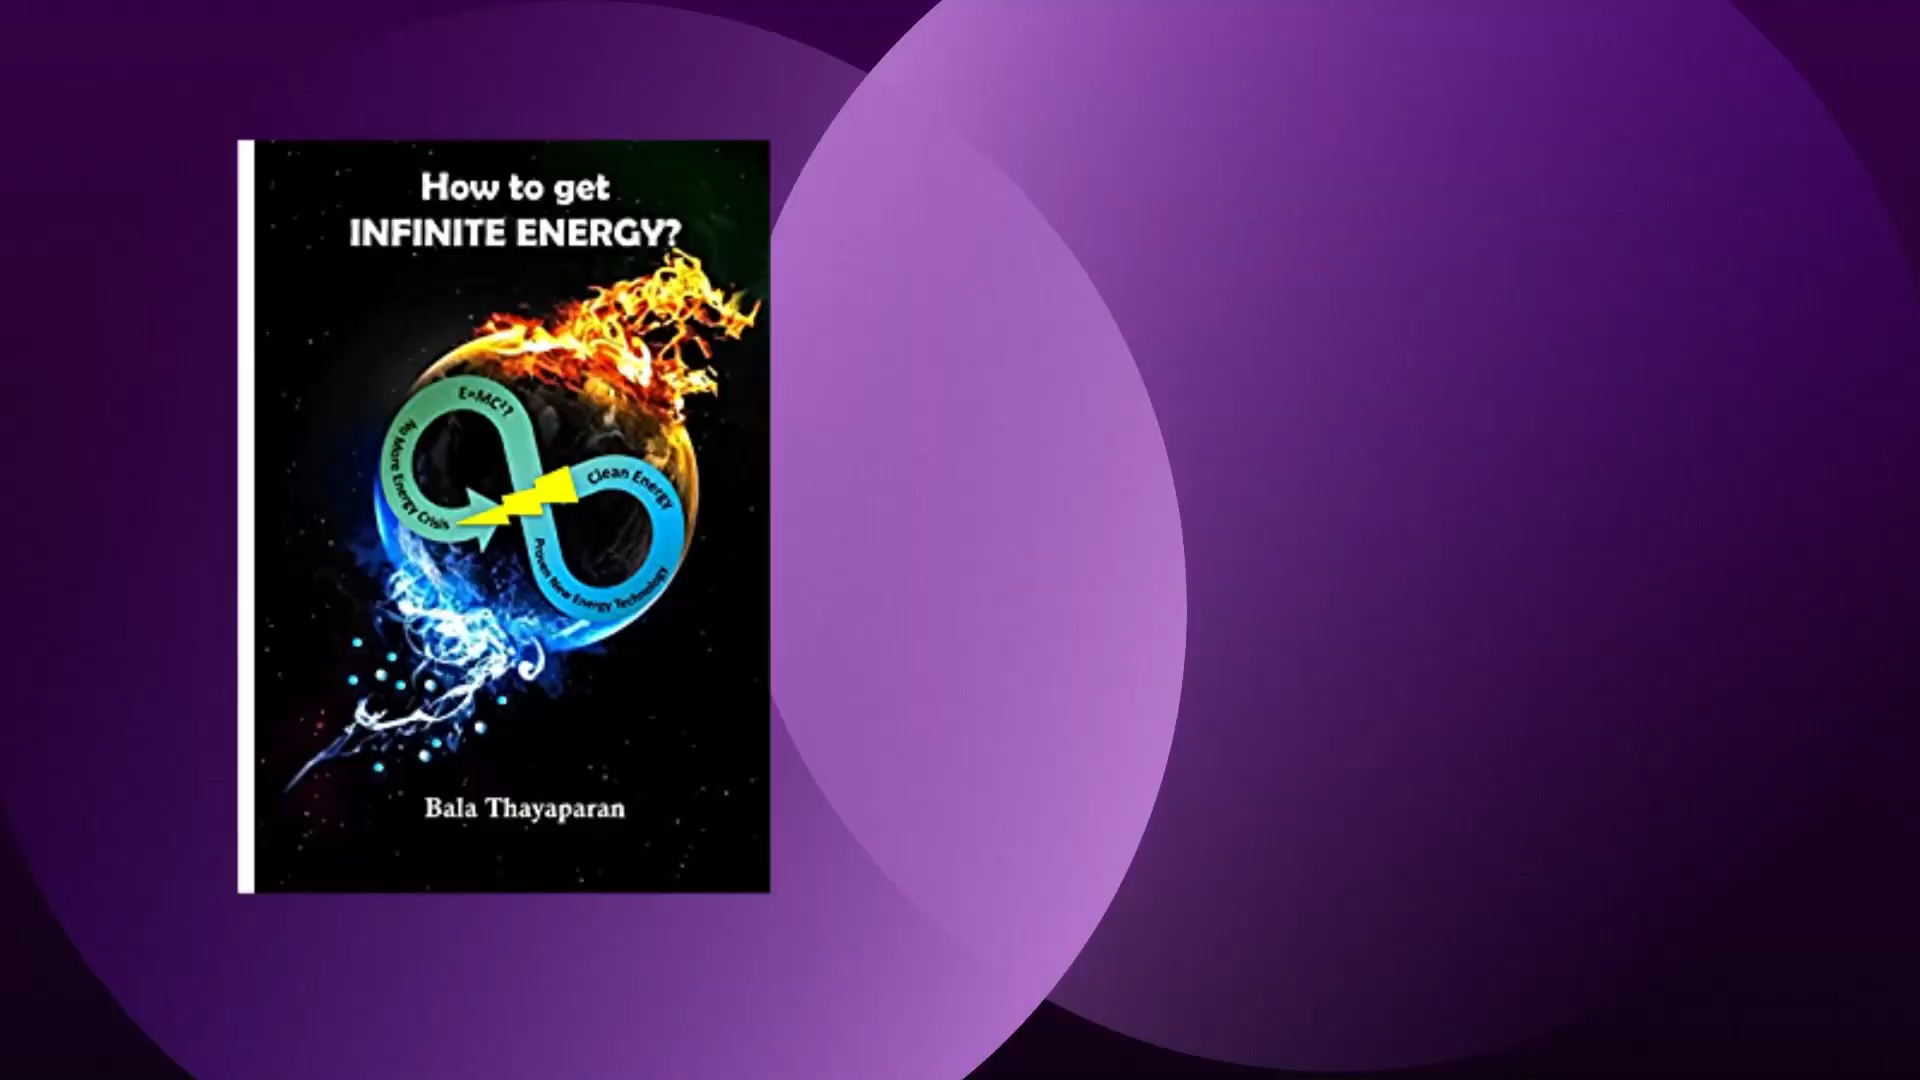 How to get
INFINITE ENERGY?
E=MC²?
No More Energy Crisis
Clean Energy
Proven New Energy Technology
Bala Thayaparan